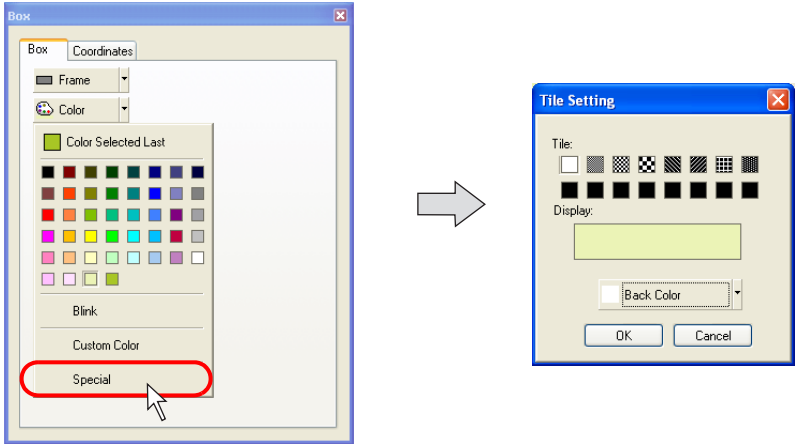 Box
Box
Coordinates
Frame
Color
Color Selected Last
Blink
Custom Color
Special
Tile Setting
Tile:
Display:
Back Color
OK
Cancel